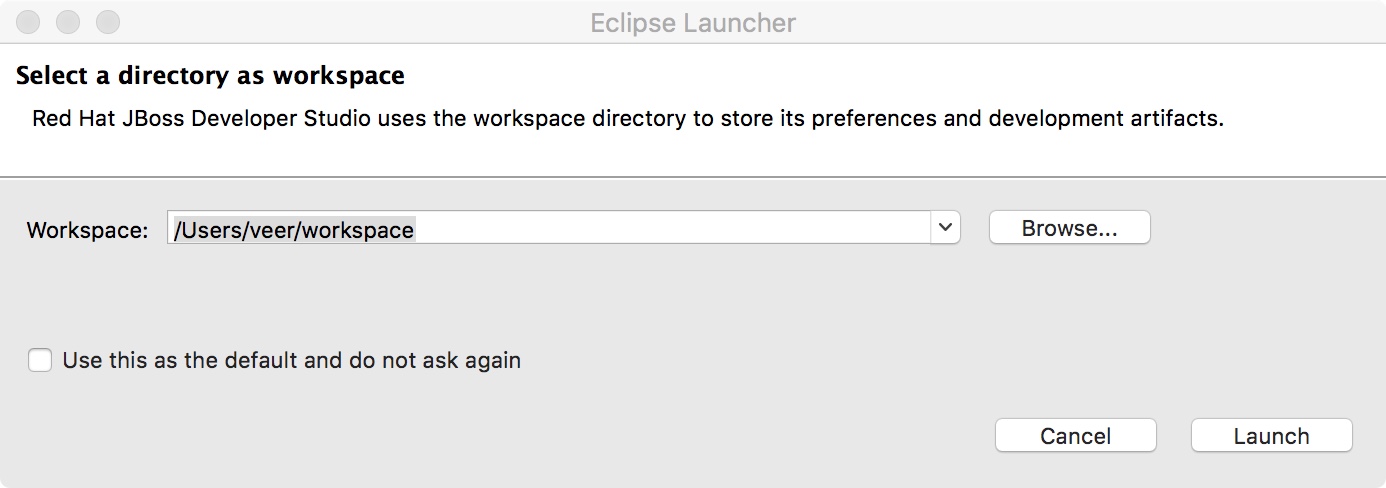 Eclipse Launcher
Select a directory as workspace
Red Hat JBoss Developer Studio uses the workspace directory to store its preferences and development artifacts.
Workspace: /Users/veer/workspace Browse...
Use this as the default and do not ask again
Cancel Launch